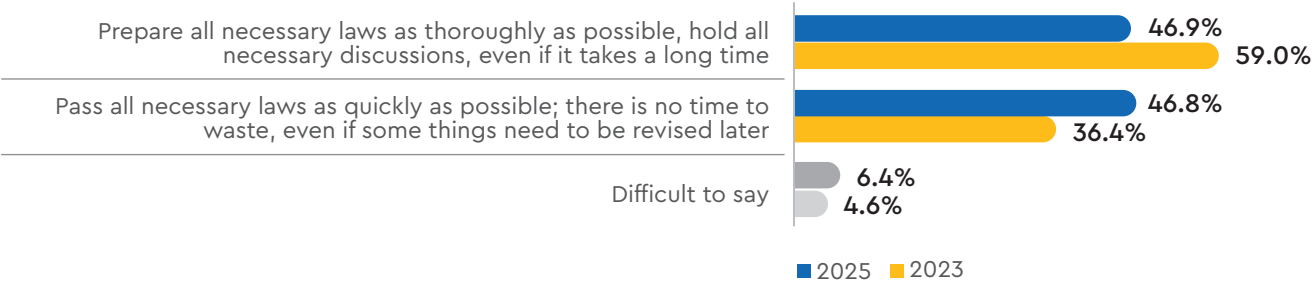 Prepare all necessary laws as thoroughly as possible, hold all
necessary discussions, even if it takes a long time
46.9%
59.0%
Pass all necessary laws as quickly as possible; there is no time to
waste, even if some things need to be revised later
46.8%
36.4%
Difficult to say
6.4%
4.6%
2025 2023